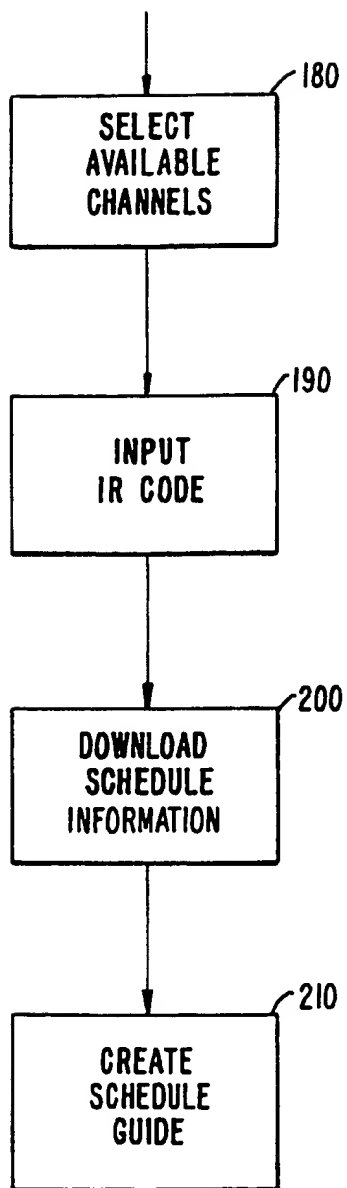 180
SELECT
AVAILABLE
CHANNELS
190
INPUT
IR CODE
200
DOWNLOAD
SCHEDULE
INFORMATION
210
CREATE
SCHEDULE
GUIDE